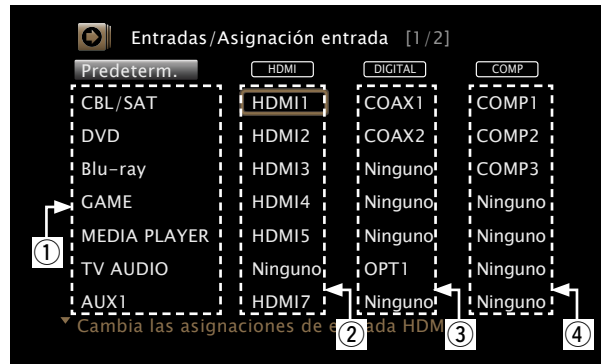 Entradas/Asignación entrada [1/2]
Predeterm. HDMI DIGITAL COMP
CBL/SAT HDMI1 COAX1 COMP1
DVD HDMI2 COAX2 COMP2
Blu-ray HDMI3 Ninguno COMP3
GAME HDMI4 Ninguno Ninguno
MEDIA PLAYER HDMI5 Ninguno Ninguno
TV AUDIO Ninguno OPT1 Ninguno
AUX1 HDMI7 Ninguno Ninguno
Cambia las asignaciones de HDM
① ② ③ ④